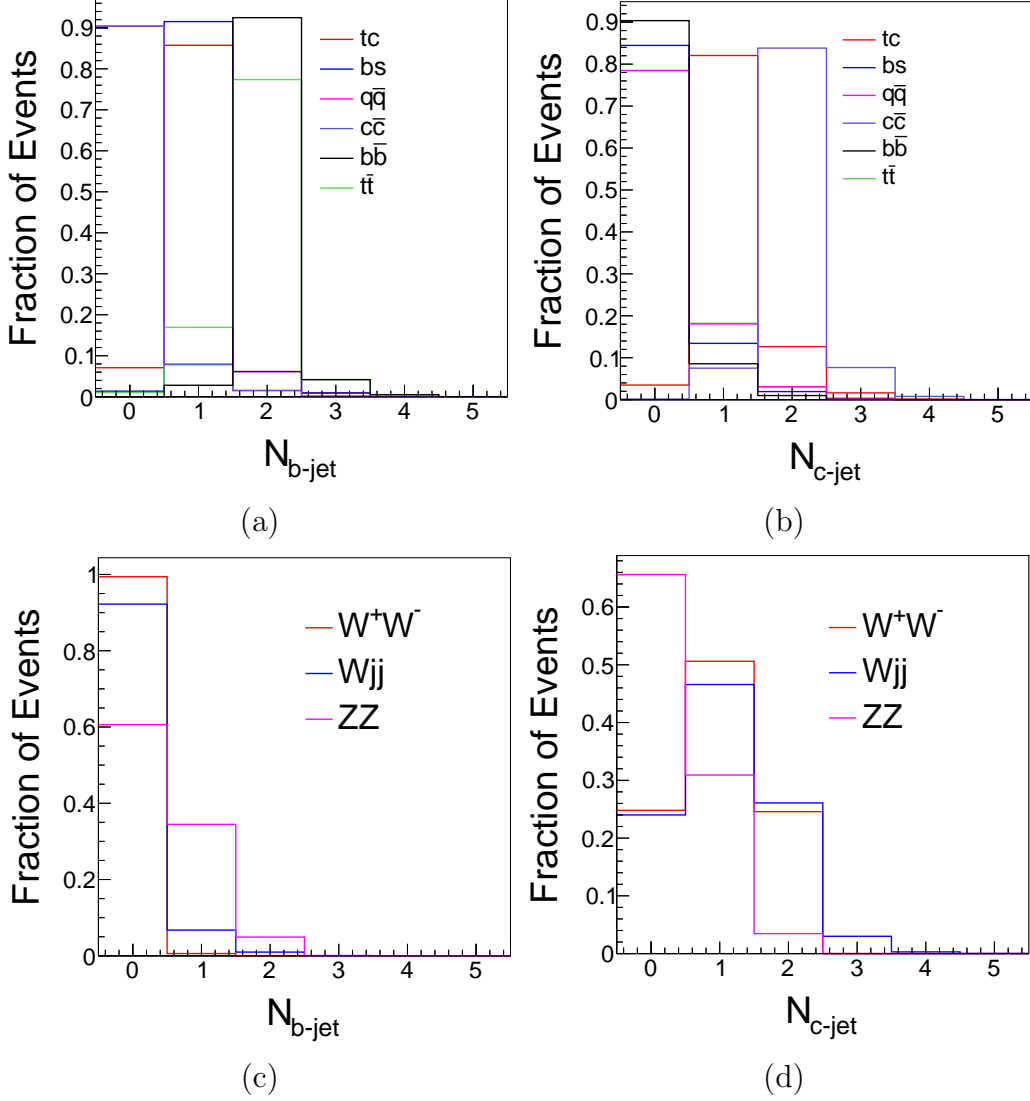 Fraction of Events
0.9
0.8
0.7
0.6
0.5
0.4
0.3
0.2
0.1
0
tc
bs
qq̄
cc̄
bb̄
tt̄
0 1 2 3 4 5
N_b-jet
(a)
Fraction of Events
0.9
0.8
0.7
0.6
0.5
0.4
0.3
0.2
0.1
0
tc
bs
qq̄
cc̄
bb̄
tt̄
0 1 2 3 4 5
N_c-jet
(b)
Fraction of Events
1
0.8
0.6
0.4
0.2
0
W⁺W⁻
Wjj
ZZ
0 1 2 3 4 5
N_b-jet
(c)
Fraction of Events
0.6
0.5
0.4
0.3
0.2
0.1
0
W⁺W⁻
Wjj
ZZ
0 1 2 3 4 5
N_c-jet
(d)